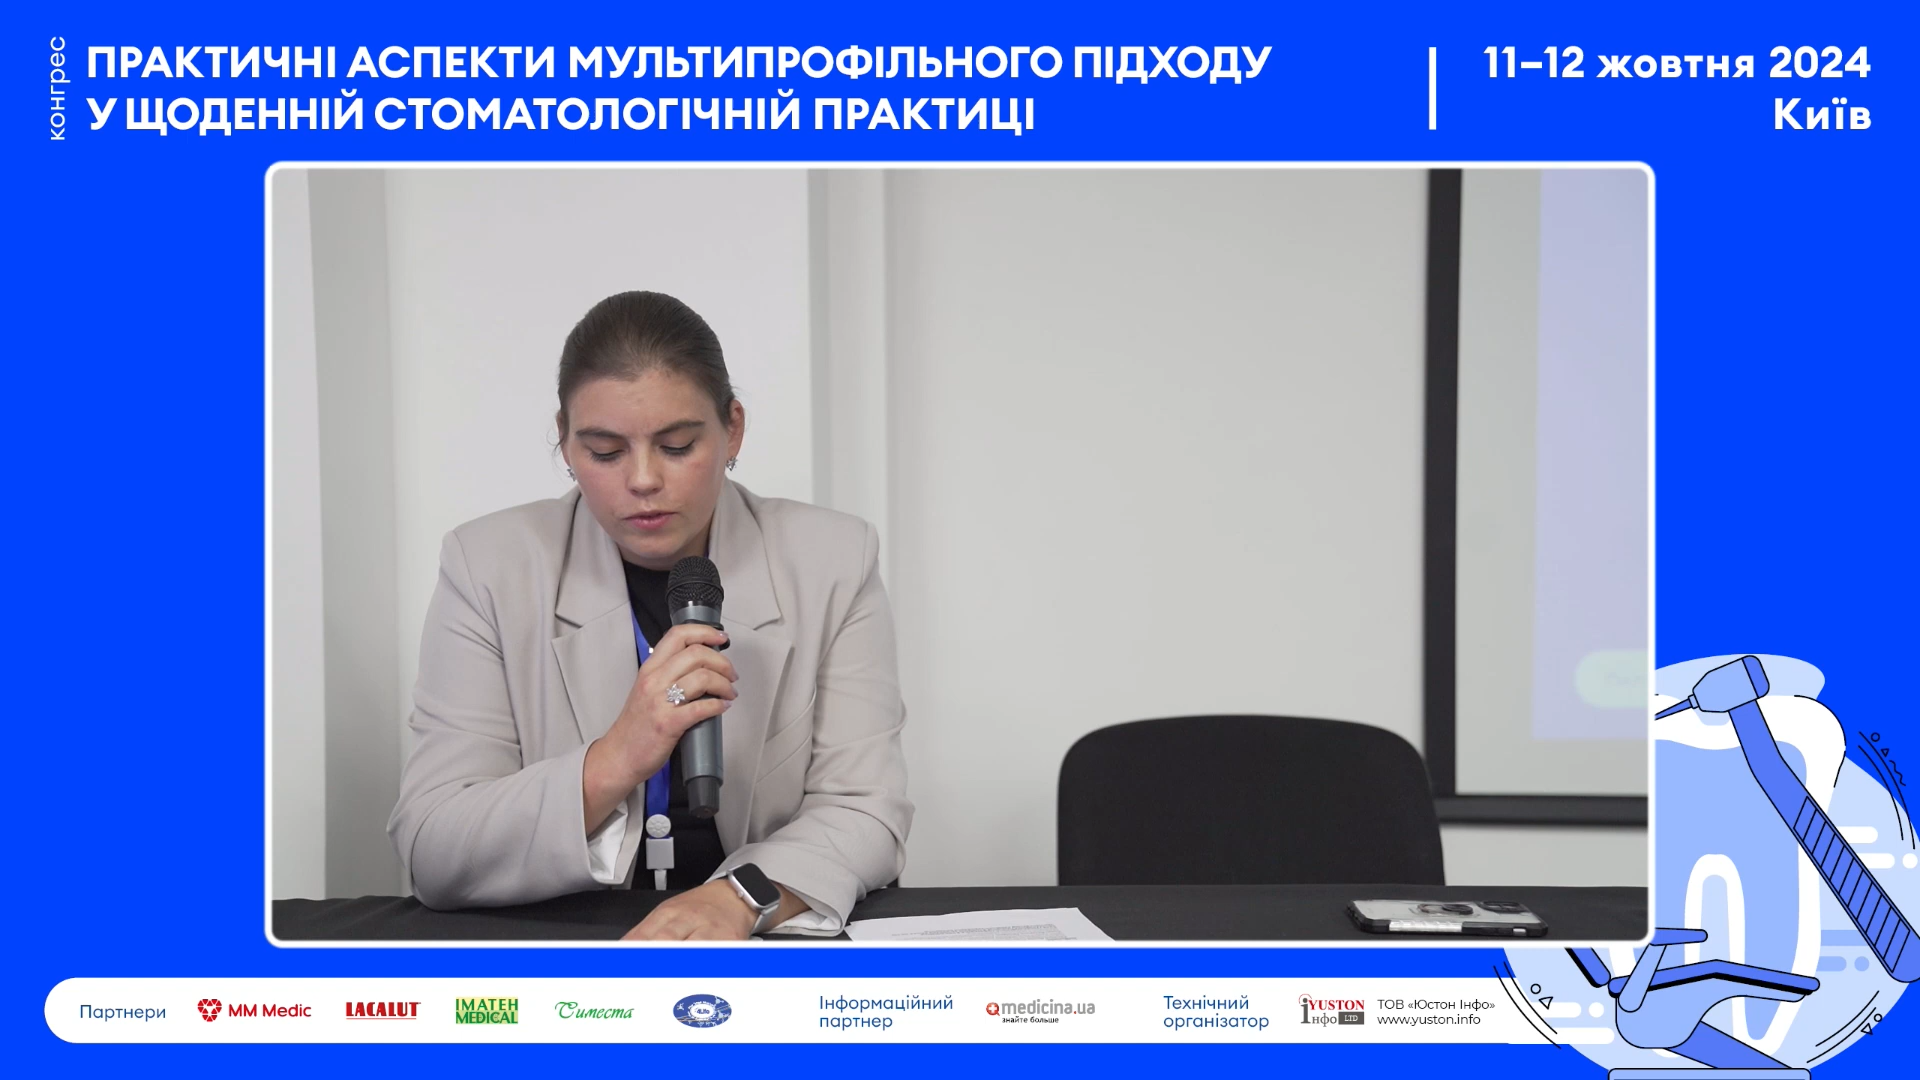 конгрес
ПРАКТИЧНІ АСПЕКТИ МУЛЬТИПРОФІЛЬНОГО ПІДХОДУ
У ЩОДЕННІЙ СТОМАТОЛОГІЧНІЙ ПРАКТИЦІ
11–12 жовтня 2024
Київ
Партнери
MM Medic
LACALUT
IMATEH
MEDICAL
Симеста
Інформаційний
партнер
medicina.ua
знайте больше
Технічний
організатор
YUSTON
Інфо LTD
ТОВ «Юстон Інфо»
www.yuston.info